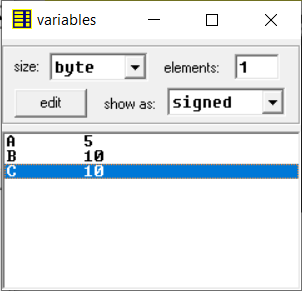 variables
size: byte elements: 1
edit show as: signed
A 5
B 10
C 10